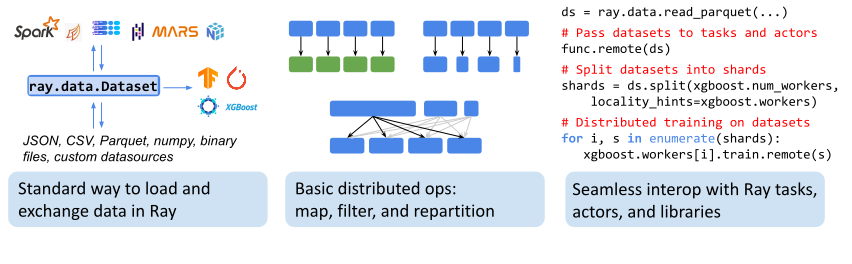 Spark
MARS
ray.data.Dataset
XGBoost
JSON, CSV, Parquet, numpy, binary
files, custom datasources
Standard way to load and
exchange data in Ray
Basic distributed ops:
map, filter, and repartition
ds = ray.data.read_parquet(...)
# Pass datasets to tasks and actors
func.remote(ds)
# Split datasets into shards
shards = ds.split(xgboost.num_workers,
locality_hints=xgboost.workers)
# Distributed training on datasets
for i, s in enumerate(shards):
xgboost.workers[i].train.remote(s)
Seamless interop with Ray tasks,
actors, and libraries